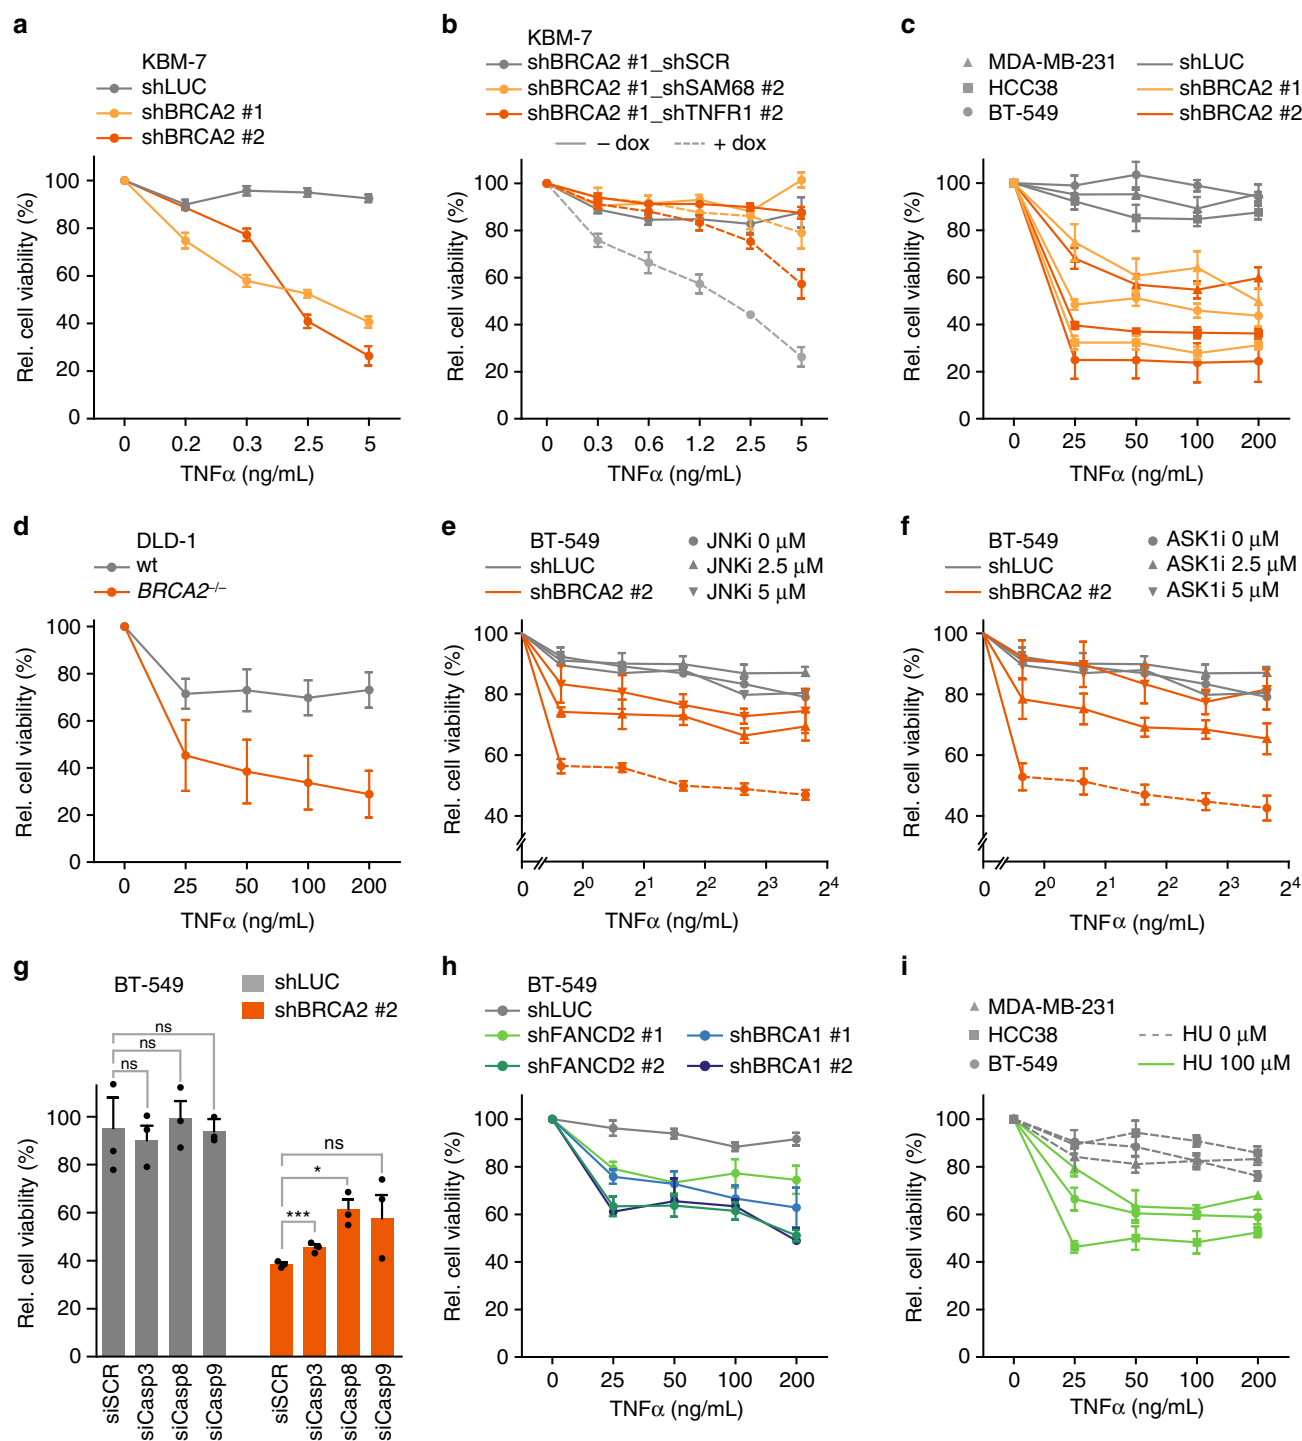 a
KBM-7
shLUC
shBRCA2 #1
shBRCA2 #2
Rel. cell viability (%)
100
80
60
40
20
0
0 0.2 0.3 2.5 5
TNFα (ng/mL)
b
KBM-7
shBRCA2 #1_shSCR
shBRCA2 #1_shSAM68 #2
shBRCA2 #1_shTNFR1 #2
– dox + dox
Rel. cell viability (%)
100
80
60
40
20
0
0 0.3 0.6 1.2 2.5 5
TNFα (ng/mL)
c
MDA-MB-231 shLUC
HCC38 shBRCA2 #1
BT-549 shBRCA2 #2
Rel. cell viability (%)
100
80
60
40
20
0
0 25 50 100 200
TNFα (ng/mL)
d
DLD-1
wt
BRCA2–/–
Rel. cell viability (%)
100
80
60
40
20
0
0 25 50 100 200
TNFα (ng/mL)
e
BT-549 JNKi 0 μM
shLUC JNKi 2.5 μM
shBRCA2 #2 JNKi 5 μM
Rel. cell viability (%)
100
80
60
40
0 2⁰ 2¹ 2² 2³ 2⁴
TNFα (ng/mL)
f
BT-549 ASK1i 0 μM
shLUC ASK1i 2.5 μM
shBRCA2 #2 ASK1i 5 μM
Rel. cell viability (%)
100
80
60
40
0 2⁰ 2¹ 2² 2³ 2⁴
TNFα (ng/mL)
g
BT-549 shLUC
shBRCA2 #2
ns
ns
ns
ns
*
***
Rel. cell viability (%)
100
80
60
40
20
0
siSCR siCasp3 siCasp8 siCasp9 siSCR siCasp3 siCasp8 siCasp9
h
BT-549
shLUC
shFANCD2 #1 shBRCA1 #1
shFANCD2 #2 shBRCA1 #2
Rel. cell viability (%)
100
80
60
40
20
0
0 25 50 100 200
TNFα (ng/mL)
i
MDA-MB-231
HCC38 HU 0 μM
BT-549 HU 100 μM
Rel. cell viability (%)
100
80
60
40
20
0
0 25 50 100 200
TNFα (ng/mL)